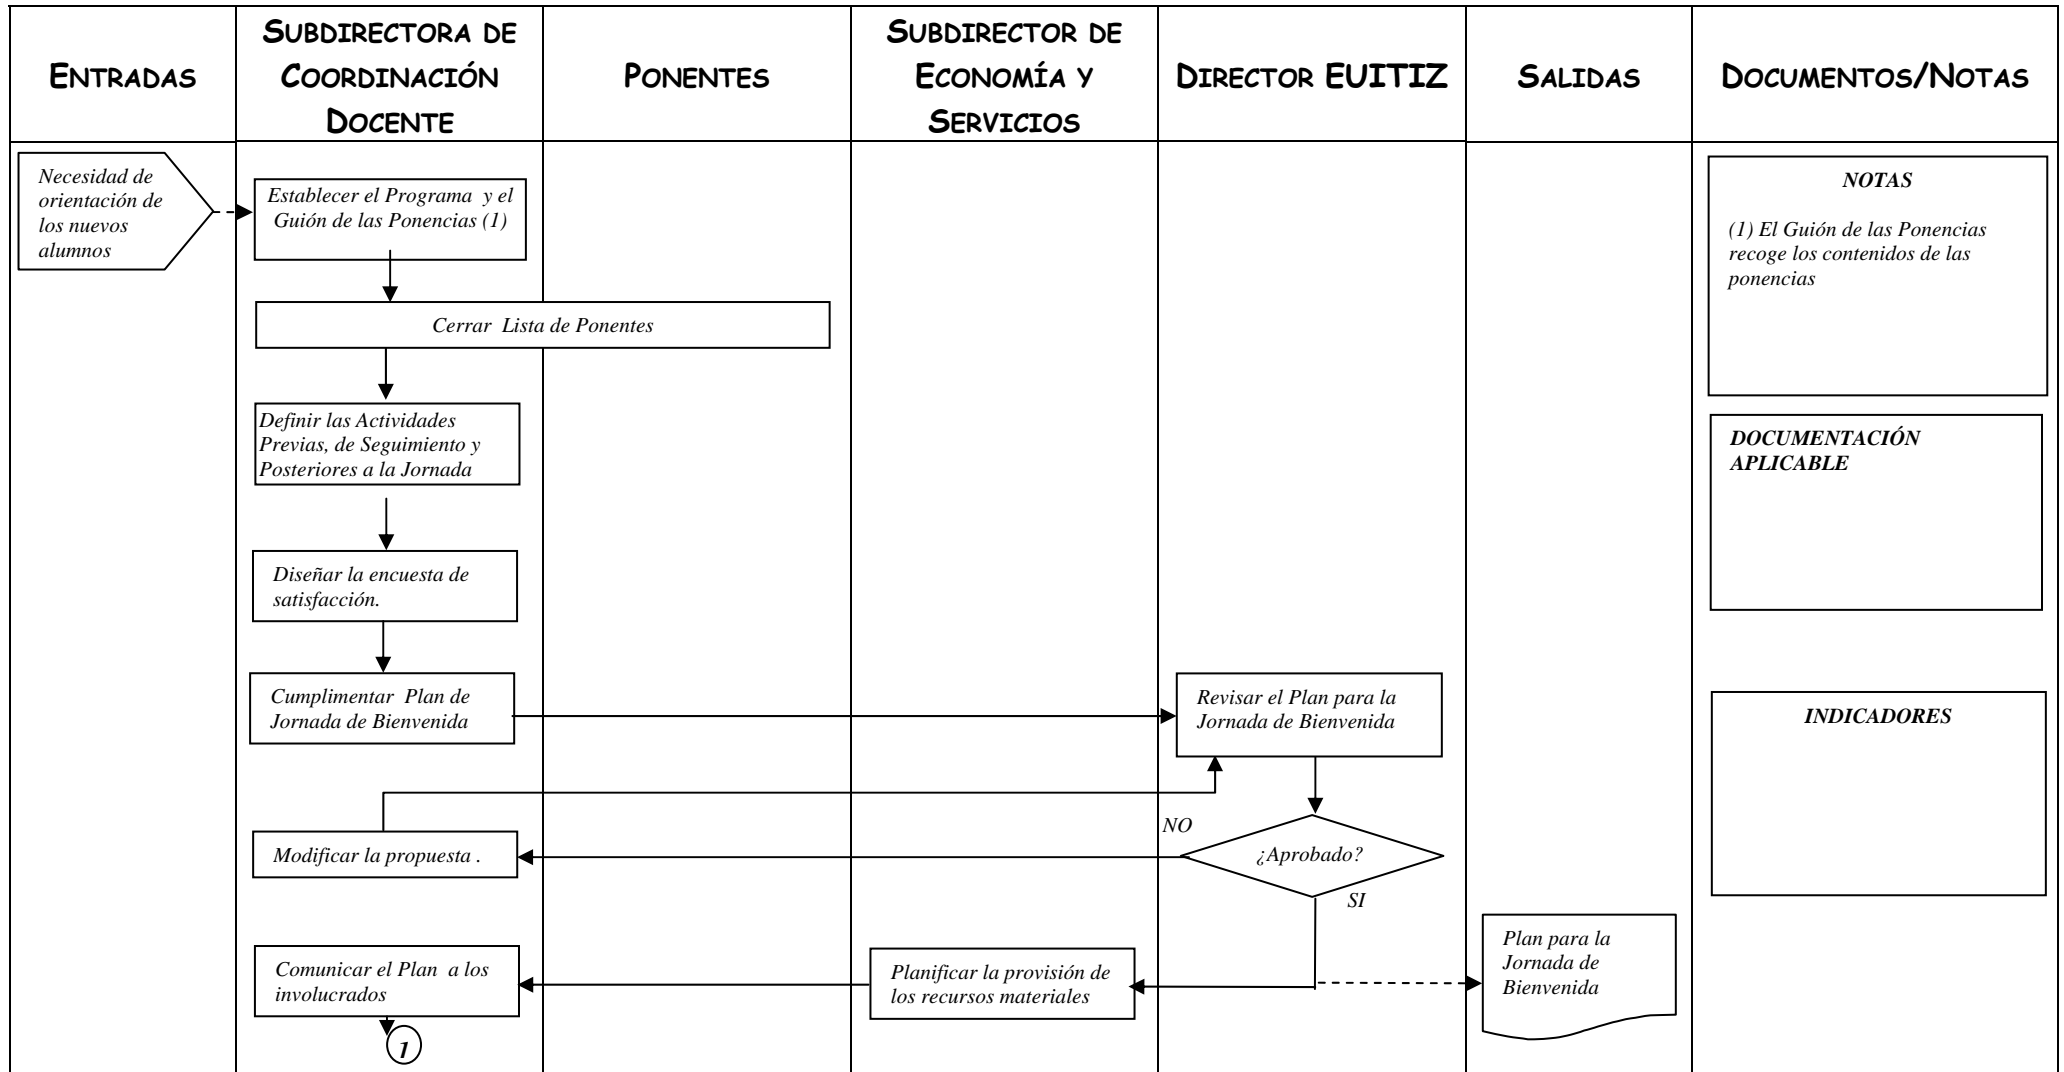 ENTRADAS
SUBDIRECTORA DE
COORDINACIÓN
DOCENTE
PONENTES
SUBDIRECTOR DE
ECONOMÍA Y
SERVICIOS
DIRECTOR EUITIZ
SALIDAS
DOCUMENTOS/NOTAS
Necesidad de
orientación de
los nuevos
alumnos
Establecer el Programa y el
Guión de las Ponencias (1)
Cerrar Lista de Ponentes
Definir las Actividades
Previas, de Seguimiento y
Posteriores a la Jornada
Diseñar la encuesta de
satisfacción.
Cumplimentar Plan de
Jornada de Bienvenida
Revisar el Plan para la
Jornada de Bienvenida
NO
¿Aprobado?
Modificar la propuesta .
SI
Comunicar el Plan a los
involucrados
Planificar la provisión de
los recursos materiales
Plan para la
Jornada de
Bienvenida
1
NOTAS
(1) El Guión de las Ponencias
recoge los contenidos de las
ponencias
DOCUMENTACIÓN
APLICABLE
INDICADORES